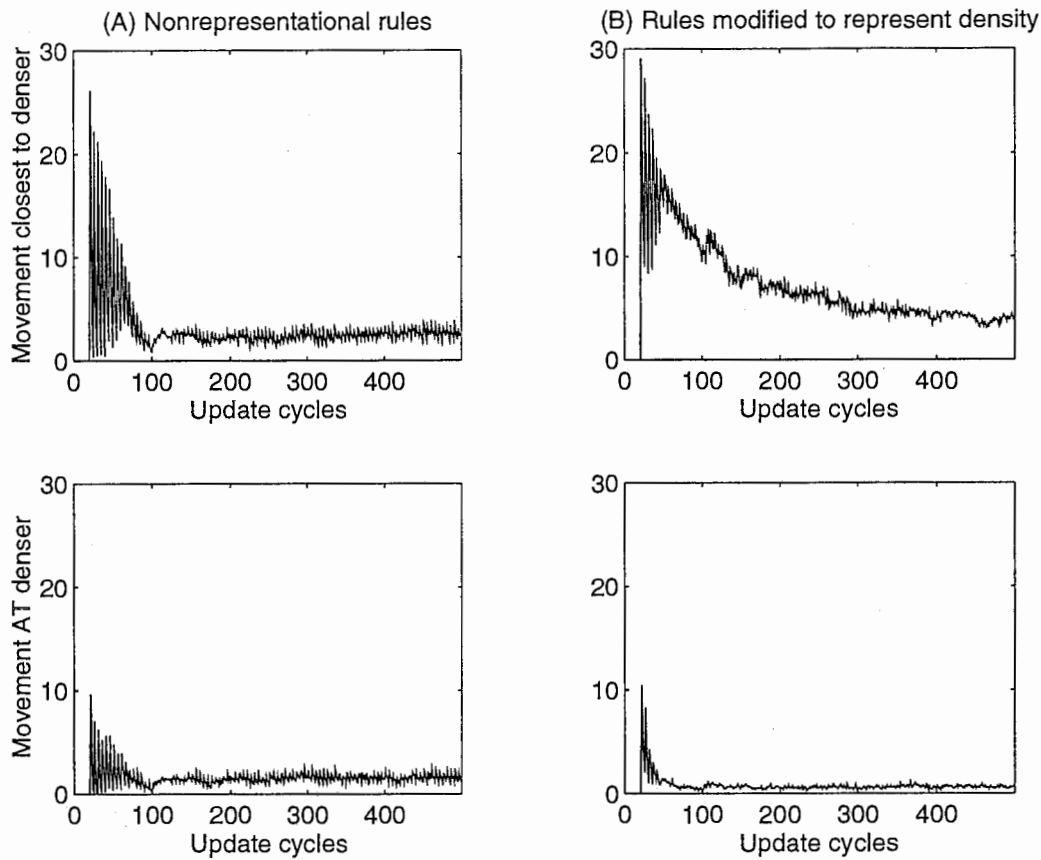 (A) Nonrepresentational rules
(B) Rules modified to represent density
Movement closest to denser
30
20
10
0
0 100 200 300 400
Update cycles
30
20
10
0
0 100 200 300 400
Update cycles
Movement AT denser
30
20
10
0
0 100 200 300 400
Update cycles
30
20
10
0
0 100 200 300 400
Update cycles